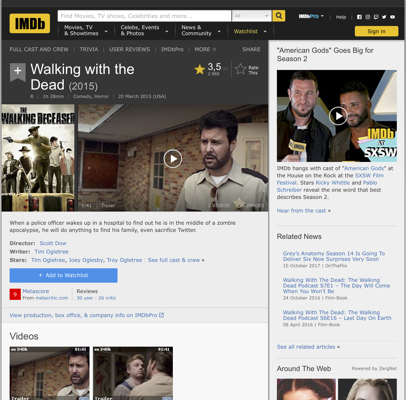 IMDb
Find Movies, TV shows, Celebrities and more...
All
IMDbPro
Help
Movies, TV
& Showtimes
Celebs, Events
& Photos
News &
Community
Watchlist
Sign in
FULL CAST AND CREW | TRIVIA | USER REVIEWS | IMDbPro | MORE
SHARE
Walking with the
Dead (2015)
3,5
Rate
This
R | 1h 28min | Comedy, Horror | 20 March 2015 (USA)
THE
WALKING DECEASED
1:41 | Trailer
2 VIDEOS
IMAGES
When a police officer wakes up in a hospital to find out he is in the middle of a zombie
apocalypse, he will do anything to find his family, even sacrifice Twitter.
Director: Scott Dow
Writer: Tim Ogletree
Stars: Tim Ogletree, Joey Oglesby, Troy Ogletree | See full cast & crew »
+ Add to Watchlist
Metascore
From metacritic.com
Reviews
30 user | 26 critic
View production, box office, & company info on IMDbPro
Videos
01:41
01:41
Trailer
Trailer
"American Gods" Goes Big for
Season 2
IMDb
at
SXSW
IMDb hangs with cast of "American Gods" at
the House on the Rock at the SXSW Film
Festival. Stars Ricky Whittle and Pablo
Schreiber reveal the one word that best
describes Season 2.
Hear from the cast »
Related News
Grey's Anatomy Season 14 Is Going To
Deliver Six New Surprises Very Soon
10 October 2017 | OnTheFlix
Walking With The Dead: The Walking
Dead Podcast S7E1 – The Day Will Come
When You Won't Be
24 October 2016 | Film-Book
Walking With The Dead: The Walking
Dead Podcast S6E16 – Last Day On Earth
08 April 2016 | Film-Book
See all related articles »
Around The Web
Powered by ZergNet